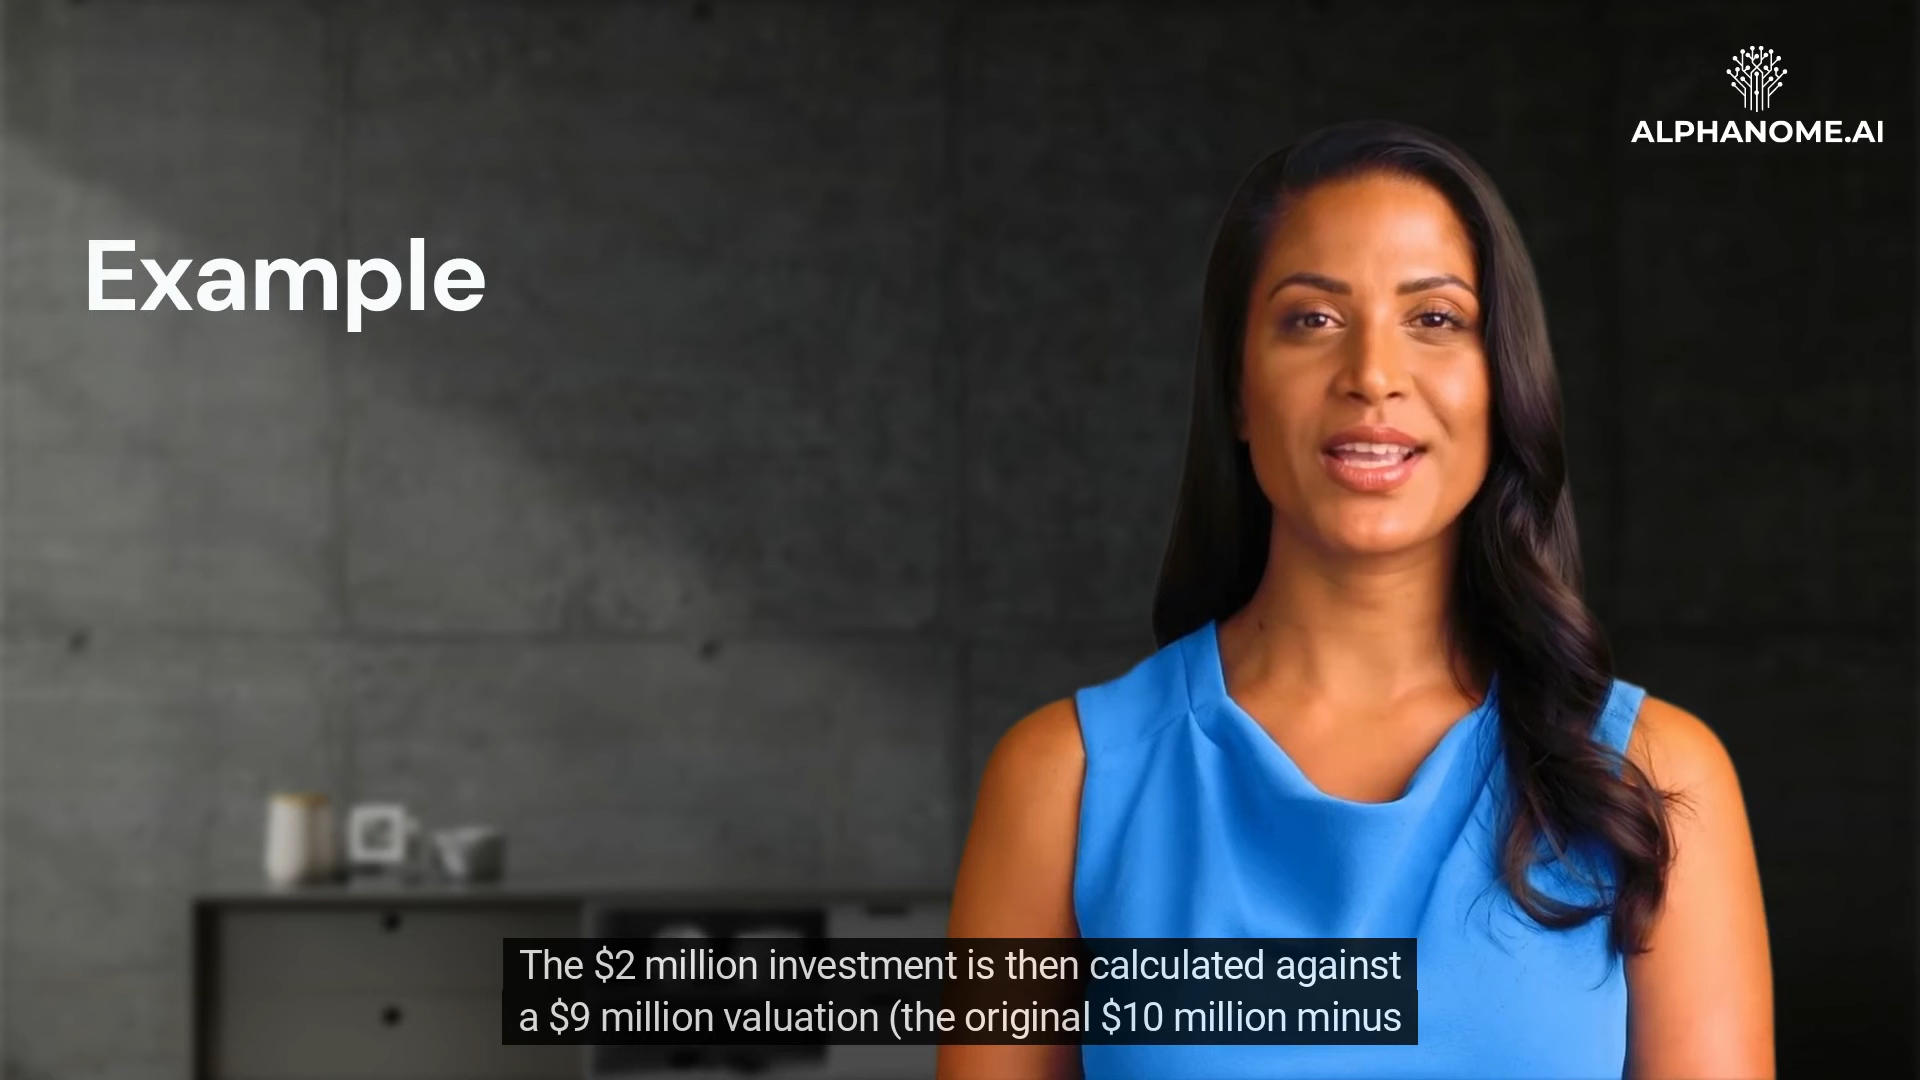 ALPHANOME.AI
Example
The $2 million investment is then calculated against
a $9 million valuation (the original $10 million minus